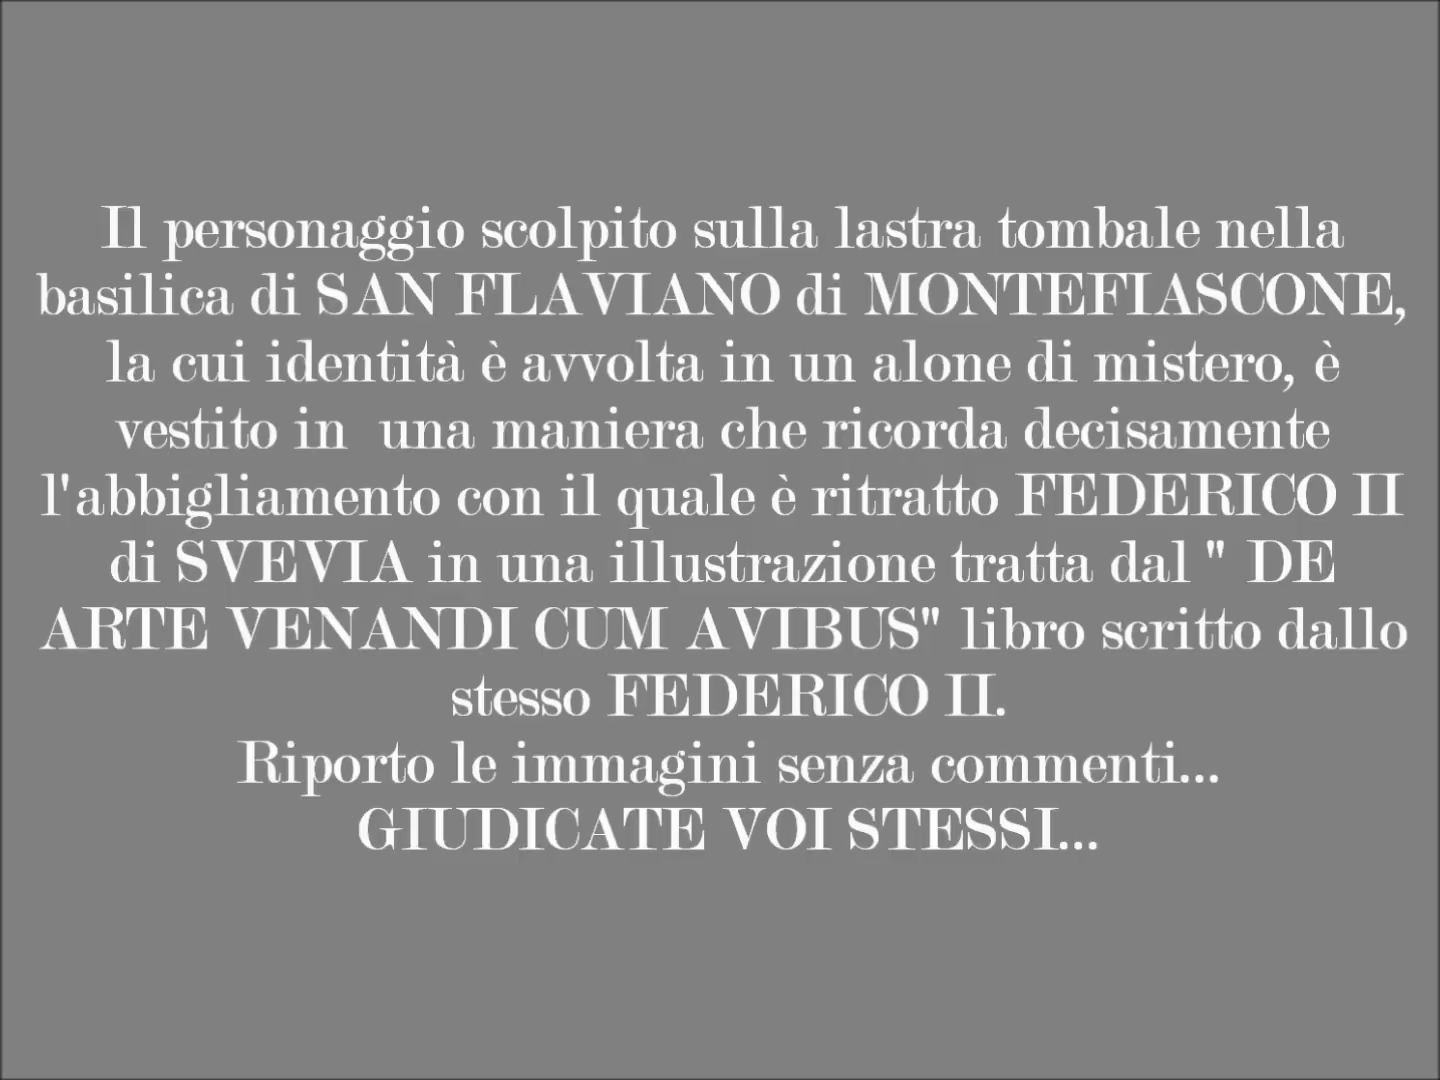 Il personaggio scolpito sulla lastra tombale nella
basilica di SAN FLAVIANO di MONTEFIASCONE,
la cui identità è avvolta in un alone di mistero, è
vestito in  una maniera che ricorda decisamente
l'abbigliamento con il quale è ritratto FEDERICO II
di SVEVIA in una illustrazione tratta dal " DE
ARTE VENANDI CUM AVIBUS" libro scritto dallo
stesso FEDERICO II.
Riporto le immagini senza commenti...
GIUDICATE VOI STESSI...